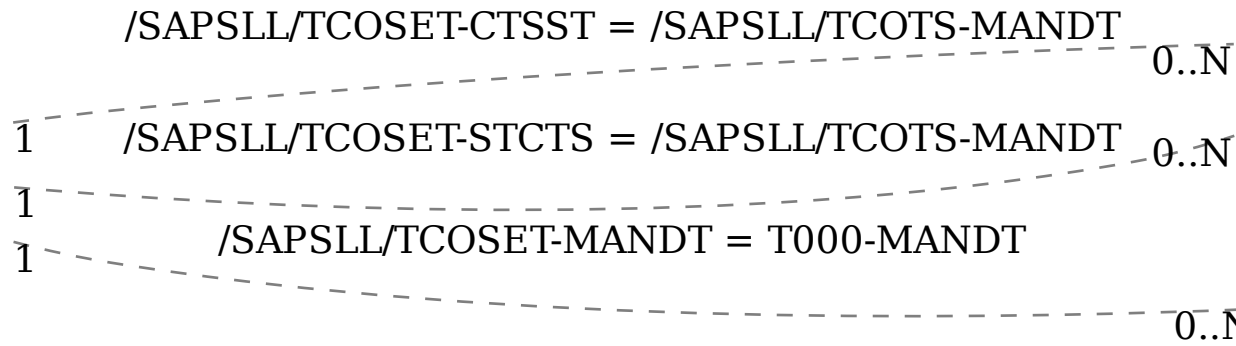 /SAPSLL/TCOSET-CTSST = /SAPSLL/TCOTS-MANDT
0..N
1
/SAPSLL/TCOSET-STCTS = /SAPSLL/TCOTS-MANDT
0..N
1
/SAPSLL/TCOSET-MANDT = T000-MANDT
1
0..N